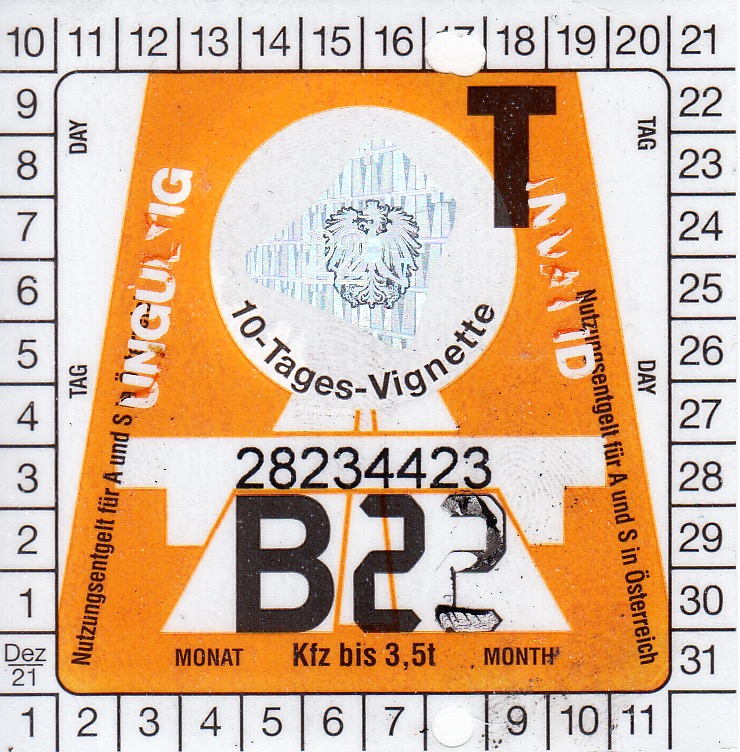 10 11 12 13 14 15 16 17 18 19 20 21
9 22
8 23
7 24
6 25
5 26
4 27
3 28
2 29
1 30
Dez 21 31
1 2 3 4 5 6 7 9 10 11
DAY
TAG
TAG
DAY
T
UNGÜLTIG
INVALID
10-Tages-Vignette
Nutzungsentgelt für A und S in Ö
Nutzungsentgelt für A und S in Österreich
28234423
B22
MONAT Kfz bis 3,5t MONTH